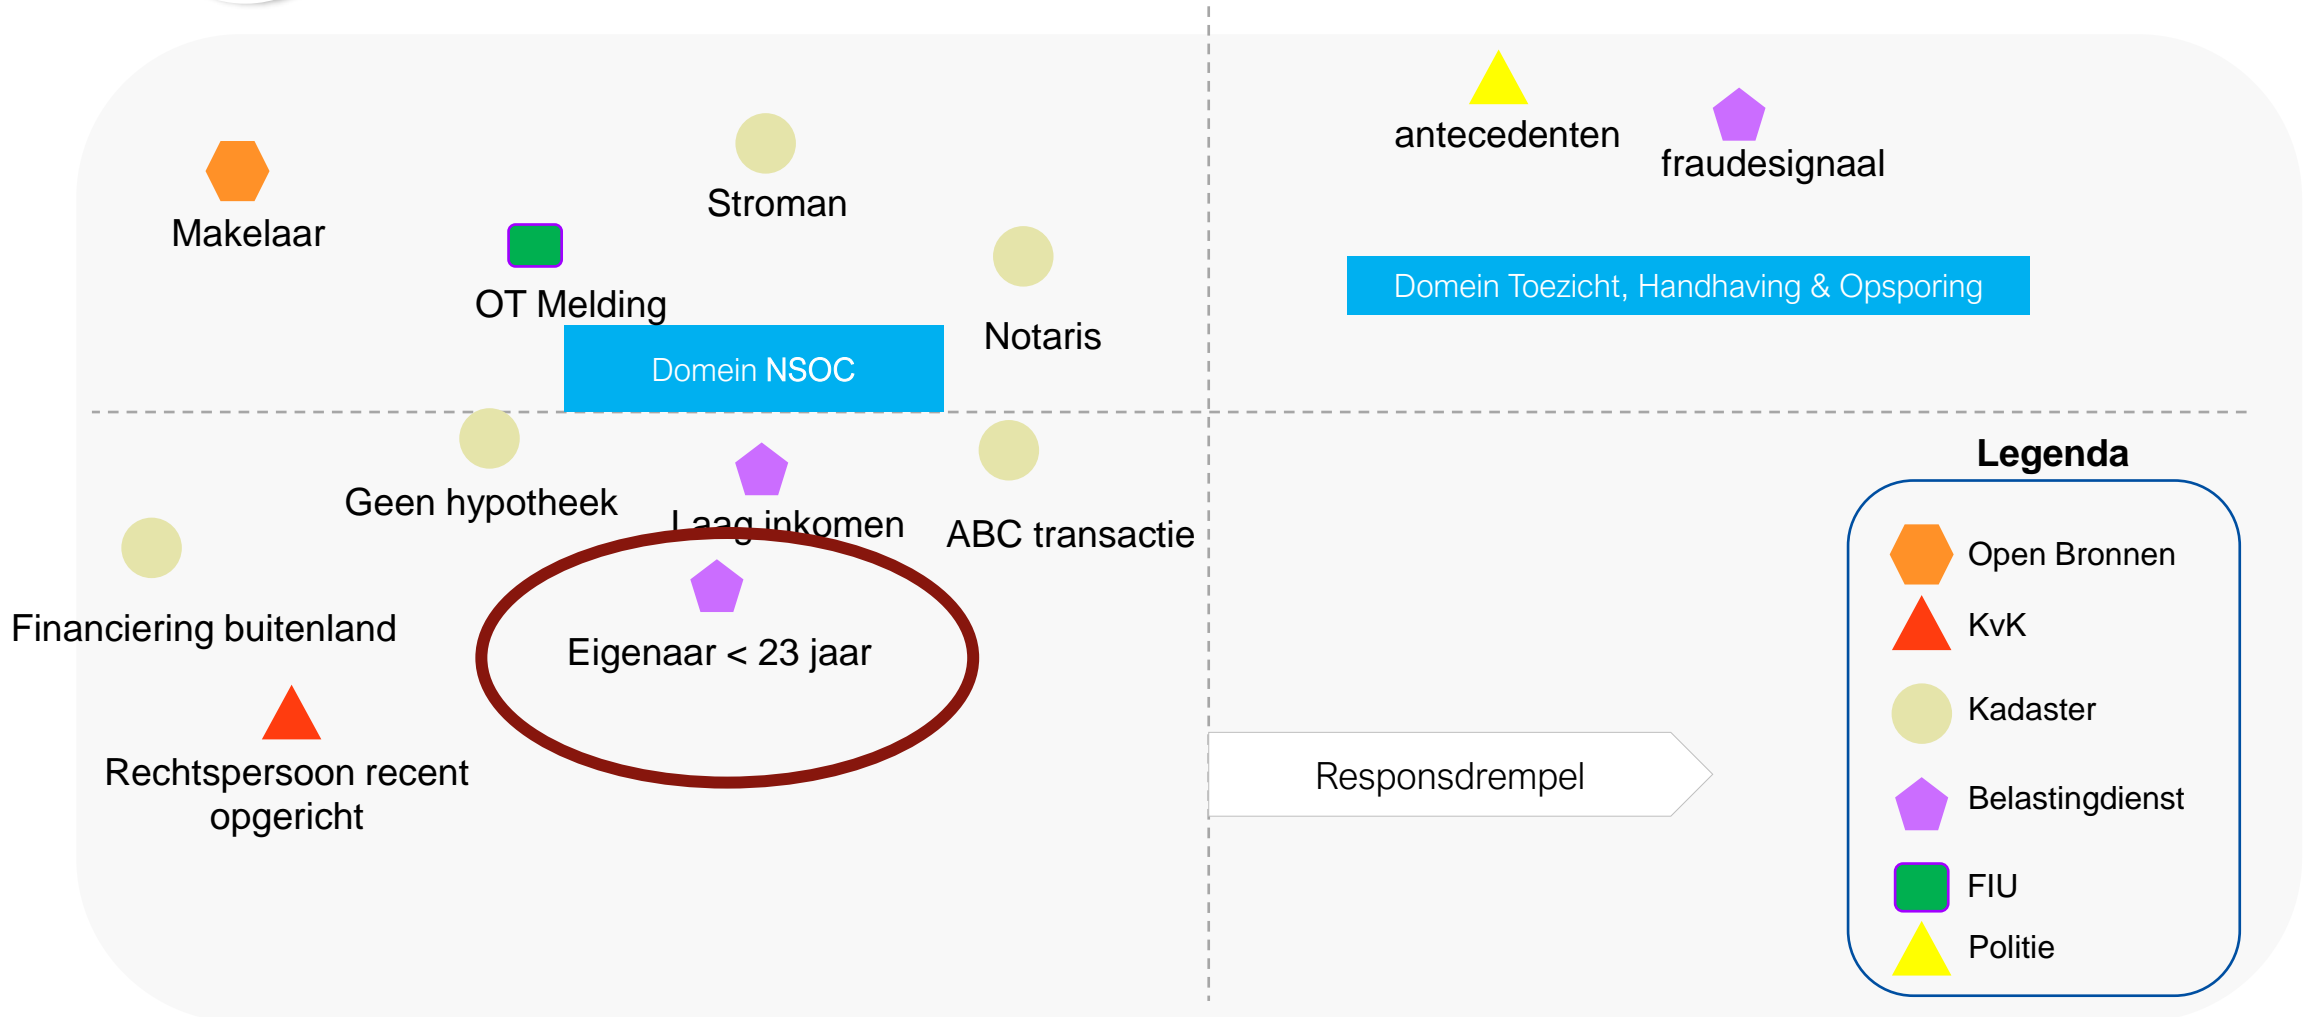 antecedenten
fraudesignaal
Stroman
Makelaar
OT Melding
Notaris
Domein Toezicht, Handhaving & Opsporing
Domein NSOC
Geen hypotheek
Laag inkomen
ABC transactie
Financiering buitenland
Eigenaar < 23 jaar
Rechtspersoon recent
opgericht
Responsdrempel
Legenda
Open Bronnen
KvK
Kadaster
Belastingdienst
FIU
Politie